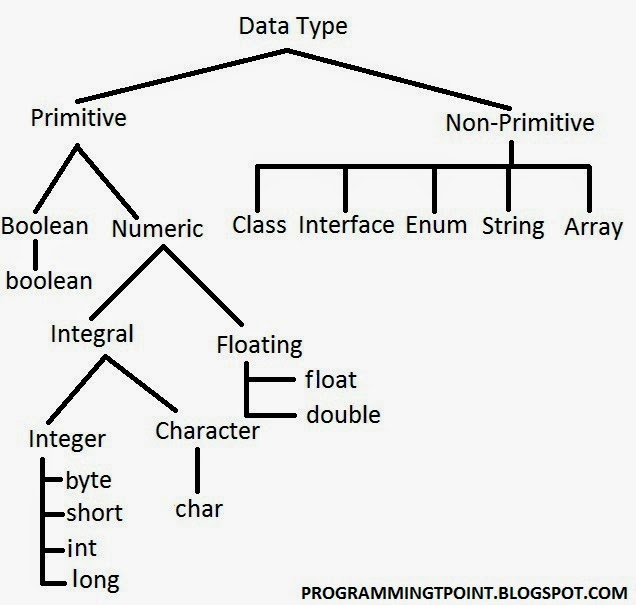 Data Type
Primitive
Non-Primitive
Boolean
Numeric
Class
Interface
Enum
String
Array
boolean
Integral
Floating
float
double
Integer
Character
byte
short
int
long
char
PROGRAMMINGTPOINT.BLOGSPOT.COM